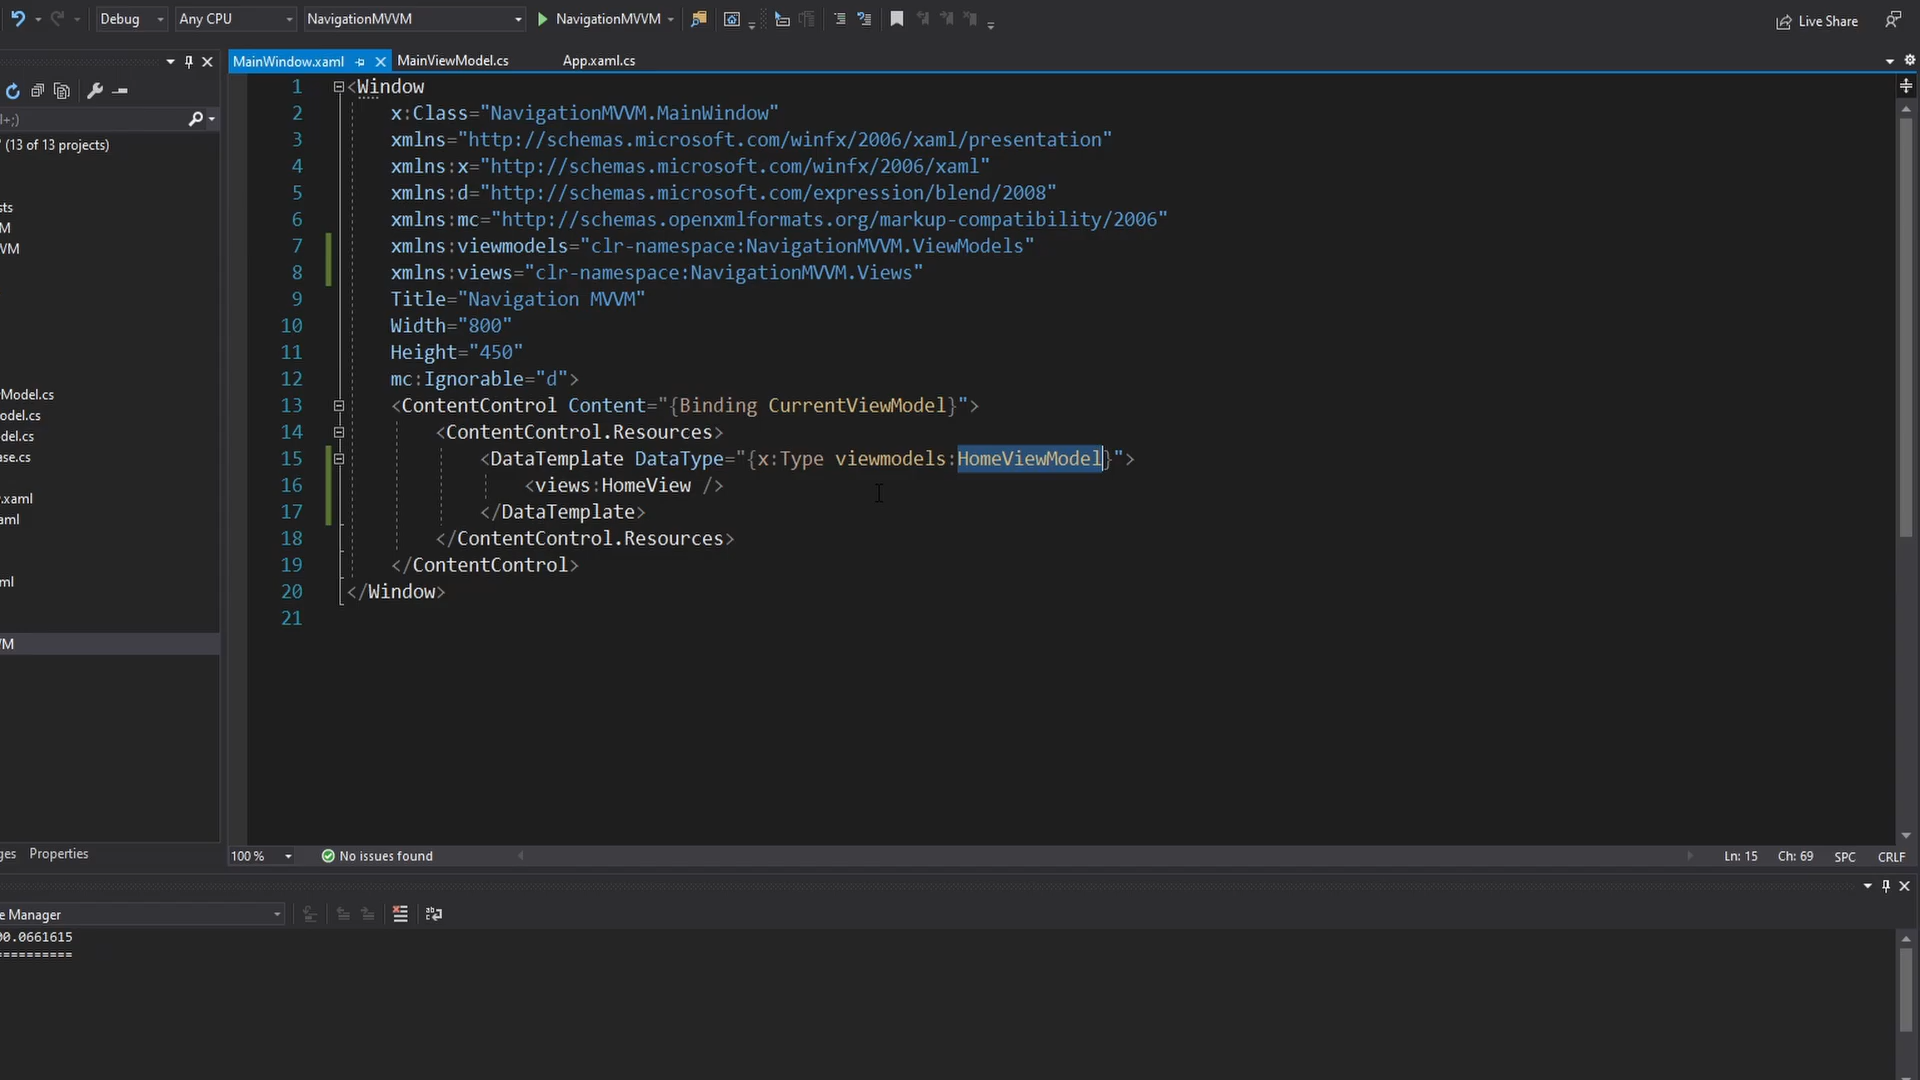 Debug
Any CPU
NavigationMVVM
NavigationMVVM
Live Share
MainWindow.xaml
MainViewModel.cs
App.xaml.cs
1 <Window
2 x:Class="NavigationMVVM.MainWindow"
3 xmlns="http://schemas.microsoft.com/winfx/2006/xaml/presentation"
4 xmlns:x="http://schemas.microsoft.com/winfx/2006/xaml"
5 xmlns:d="http://schemas.microsoft.com/expression/blend/2008"
6 xmlns:mc="http://schemas.openxmlformats.org/markup-compatibility/2006"
7 xmlns:viewmodels="clr-namespace:NavigationMVVM.ViewModels"
8 xmlns:views="clr-namespace:NavigationMVVM.Views"
9 Title="Navigation MVVM"
10 Width="800"
11 Height="450"
12 mc:Ignorable="d">
13 <ContentControl Content="{Binding CurrentViewModel}">
14 <ContentControl.Resources>
15 <DataTemplate DataType="{x:Type viewmodels:HomeViewModel}">
16 <views:HomeView />
17 </DataTemplate>
18 </ContentControl.Resources>
19 </ContentControl>
20 </Window>
21
l+;)
(13 of 13 projects)
sts
M
WM
Model.cs
odel.cs
del.cs
ase.cs
v.xaml
aml
ml
VM
ges
Properties
100 %
No issues found
Ln: 15
Ch: 69
SPC
CRLF
e Manager
00.0661615
==========